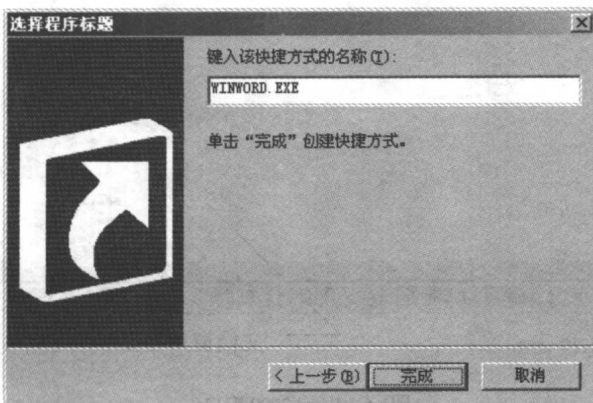 选择程序标题
键入该快捷方式的名称(T):
WINWORD.EXE
单击“完成”创建快捷方式。
<上一步(B)
完成
取消